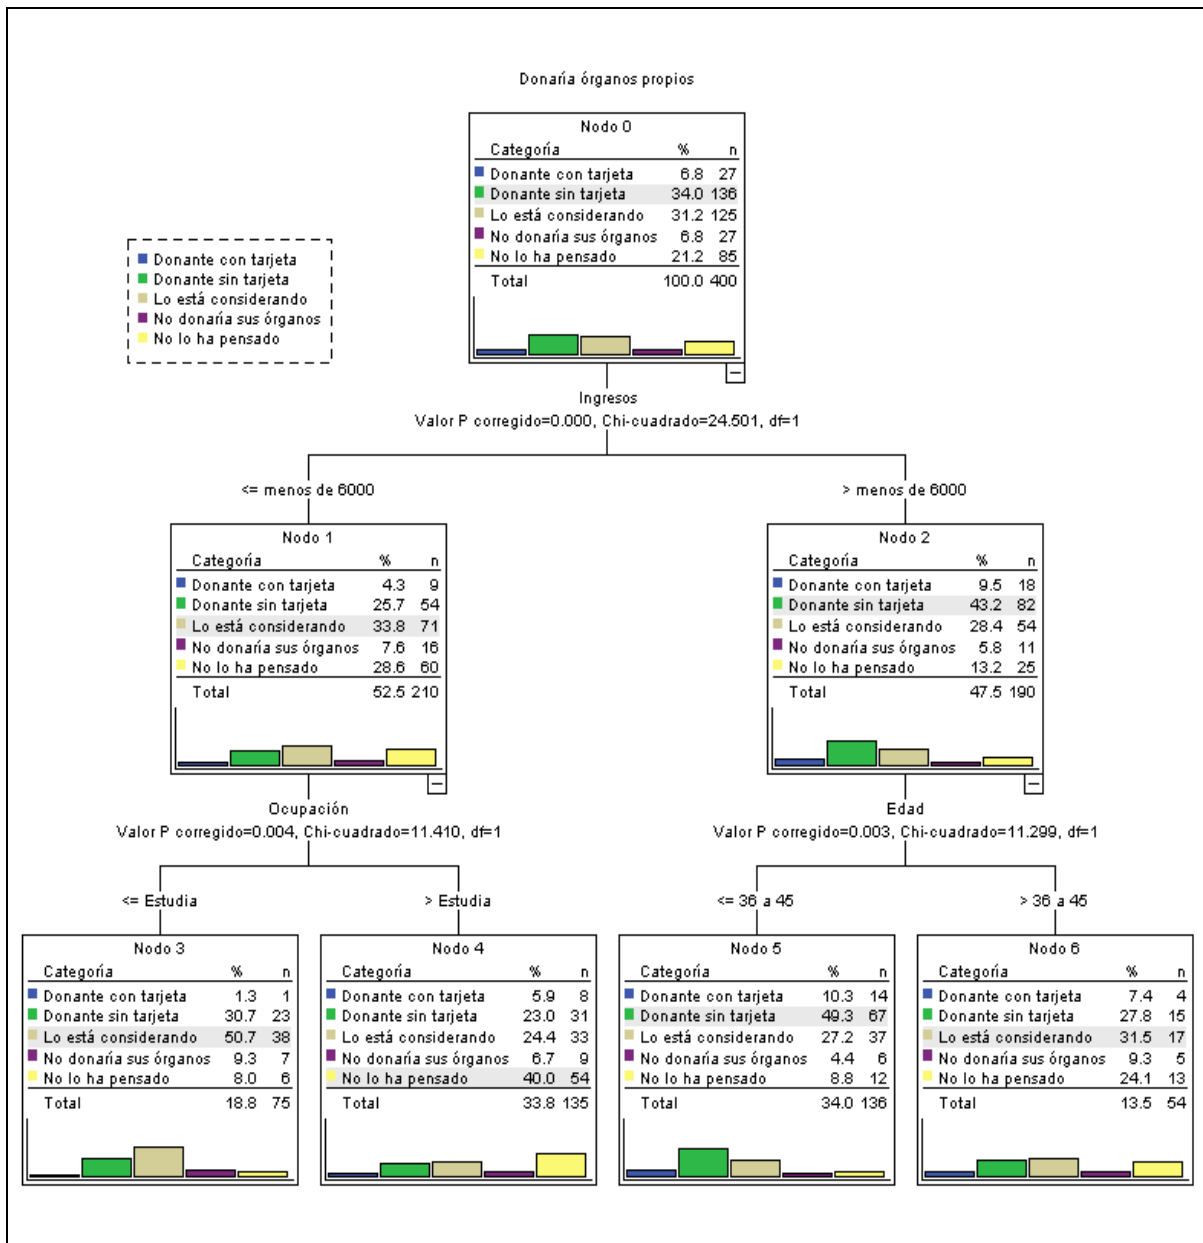 Donaría órganos propios
Nodo 0
Categoría % n
Donante con tarjeta 6.8 27
Donante sin tarjeta 34.0 136
Lo está considerando 31.2 125
No donaría sus órganos 6.8 27
No lo ha pensado 21.2 85
Total 100.0 400
Donante con tarjeta
Donante sin tarjeta
Lo está considerando
No donaría sus órganos
No lo ha pensado
Ingresos
Valor P corregido=0.000, Chi-cuadrado=24.501, df=1
<= menos de 6000
> menos de 6000
Nodo 1
Categoría % n
Donante con tarjeta 4.3 9
Donante sin tarjeta 25.7 54
Lo está considerando 33.8 71
No donaría sus órganos 7.6 16
No lo ha pensado 28.6 60
Total 52.5 210
Nodo 2
Categoría % n
Donante con tarjeta 9.5 18
Donante sin tarjeta 43.2 82
Lo está considerando 28.4 54
No donaría sus órganos 5.8 11
No lo ha pensado 13.2 25
Total 47.5 190
Ocupación
Valor P corregido=0.004, Chi-cuadrado=11.410, df=1
Edad
Valor P corregido=0.003, Chi-cuadrado=11.299, df=1
<= Estudia
> Estudia
<= 36 a 45
> 36 a 45
Nodo 3
Categoría % n
Donante con tarjeta 1.3 1
Donante sin tarjeta 30.7 23
Lo está considerando 50.7 38
No donaría sus órganos 9.3 7
No lo ha pensado 8.0 6
Total 18.8 75
Nodo 4
Categoría % n
Donante con tarjeta 5.9 8
Donante sin tarjeta 23.0 31
Lo está considerando 24.4 33
No donaría sus órganos 6.7 9
No lo ha pensado 40.0 54
Total 33.8 135
Nodo 5
Categoría % n
Donante con tarjeta 10.3 14
Donante sin tarjeta 49.3 67
Lo está considerando 27.2 37
No donaría sus órganos 4.4 6
No lo ha pensado 8.8 12
Total 34.0 136
Nodo 6
Categoría % n
Donante con tarjeta 7.4 4
Donante sin tarjeta 27.8 15
Lo está considerando 31.5 17
No donaría sus órganos 9.3 5
No lo ha pensado 24.1 13
Total 13.5 54